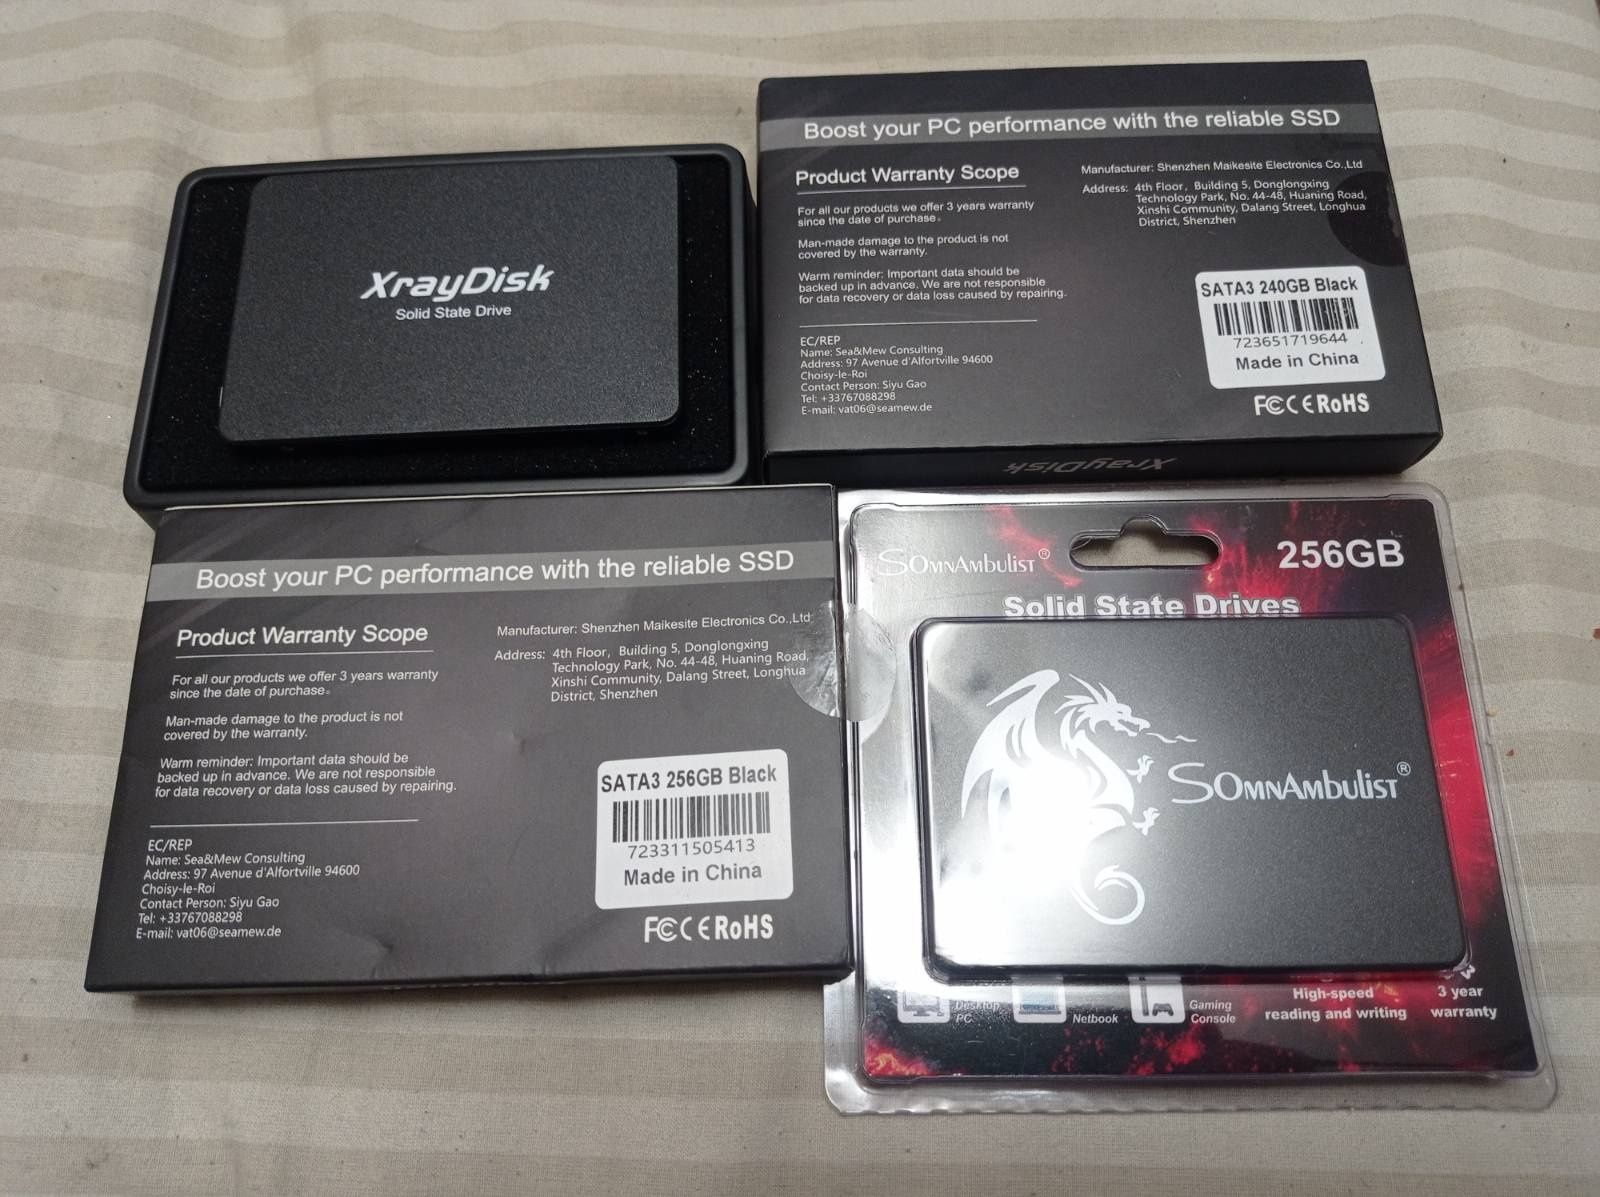 XrayDisk
Solid State Drive
Boost your PC performance with the reliable SSD
Product Warranty Scope
For all our products we offer 3 years warranty
since the date of purchase。
Man-made damage to the product is not
covered by the warranty.
Warm reminder: Important data should be
backed up in advance. We are not responsible
for data recovery or data loss caused by repairing.
EC/REP
Name: Sea&Mew Consulting
Address: 97 Avenue d'Alfortville 94600
Choisy-le-Roi
Contact Person: Siyu Gao
Tel: +33767088298
E-mail: vat06@seamew.de
Manufacturer: Shenzhen Maikesite Electronics Co.,Ltd
Address: 4th Floor, Building 5, Donglongxing
Technology Park, No. 44-48, Huaning Road,
Xinshi Community, Dalang Street, Longhua
District, Shenzhen
SATA3 240GB Black
723651719644
Made in China
FC CE RoHS
XrayDisk
Boost your PC performance with the reliable SSD
Product Warranty Scope
For all our products we offer 3 years warranty
since the date of purchase。
Man-made damage to the product is not
covered by the warranty.
Warm reminder: Important data should be
backed up in advance. We are not responsible
for data recovery or data loss caused by repairing.
EC/REP
Name: Sea&Mew Consulting
Address: 97 Avenue d'Alfortville 94600
Choisy-le-Roi
Contact Person: Siyu Gao
Tel: +33767088298
E-mail: vat06@seamew.de
Manufacturer: Shenzhen Maikesite Electronics Co.,Ltd
Address: 4th Floor, Building 5, Donglongxing
Technology Park, No. 44-48, Huaning Road,
Xinshi Community, Dalang Street, Longhua
District, Shenzhen
SATA3 256GB Black
723311505413
Made in China
FC CE RoHS
SOMNAMBULIST®
256GB
Solid State Drives
SOMNAMBULIST®
Desktop
PC
Netbook
Gaming
Console
High-speed
reading and writing
3 year
warranty